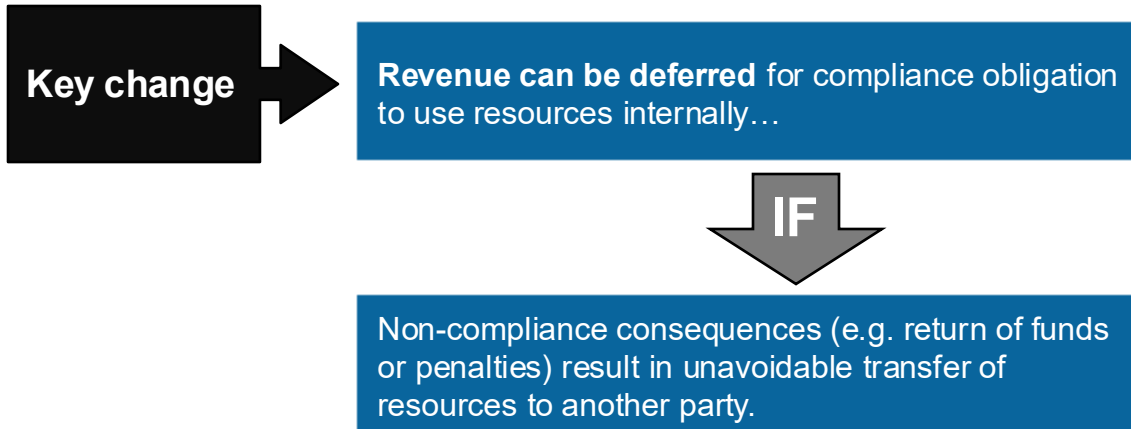 Key change
Revenue can be deferred for compliance obligation
to use resources internally…
IF
Non-compliance consequences (e.g. return of funds
or penalties) result in unavoidable transfer of
resources to another party.